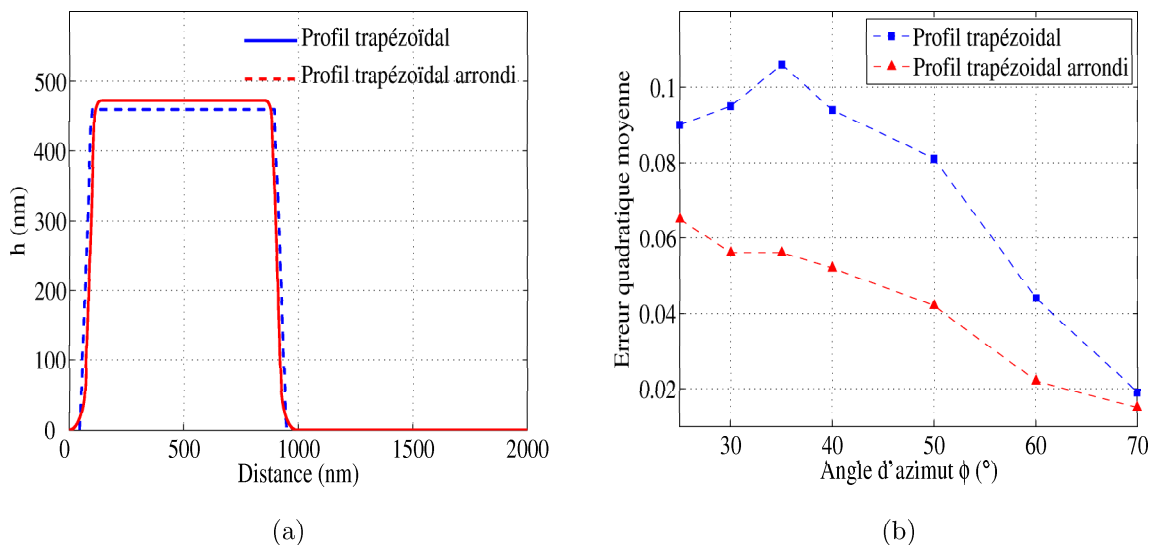 Profil trapézoïdal
Profil trapézoïdal arrondi
500
400
300
200
100
0
h (nm)
0
500
1000
1500
2000
Distance (nm)
(a)
Profil trapézoidal
Profil trapézoidal arrondi
0.1
0.08
0.06
0.04
0.02
Erreur quadratique moyenne
30
40
50
60
70
Angle d'azimut ϕ (°)
(b)